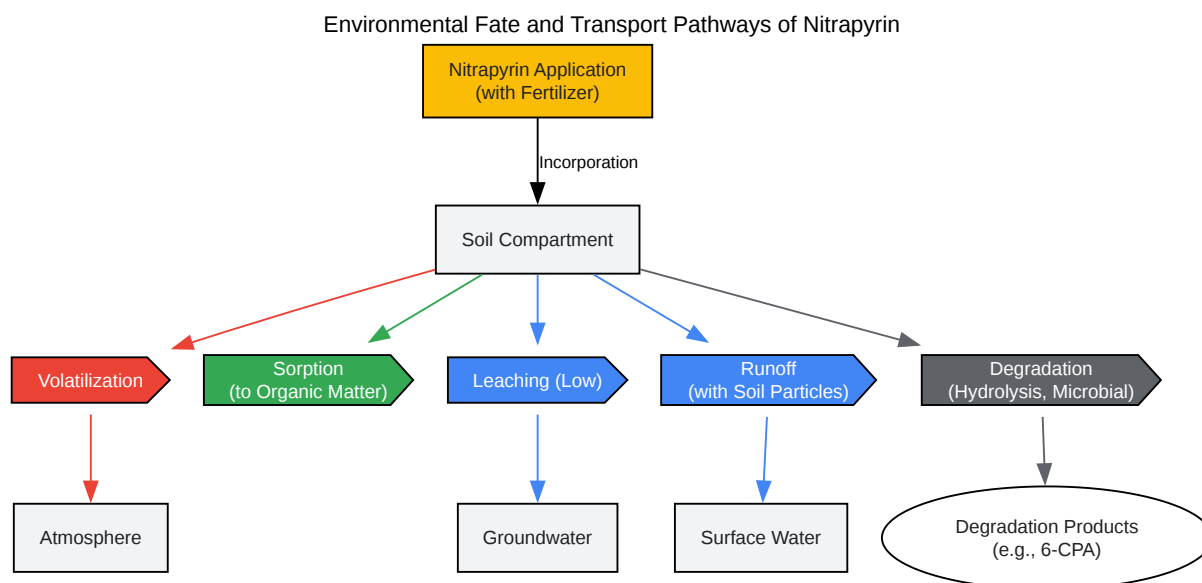 Environmental Fate and Transport Pathways of Nitrapyrin
Nitrapyrin Application
(with Fertilizer)
Incorporation
Soil Compartment
Volatilization
Sorption
(to Organic Matter)
Leaching (Low)
Runoff
(with Soil Particles)
Degradation
(Hydrolysis, Microbial)
Atmosphere
Groundwater
Surface Water
Degradation Products
(e.g., 6-CPA)